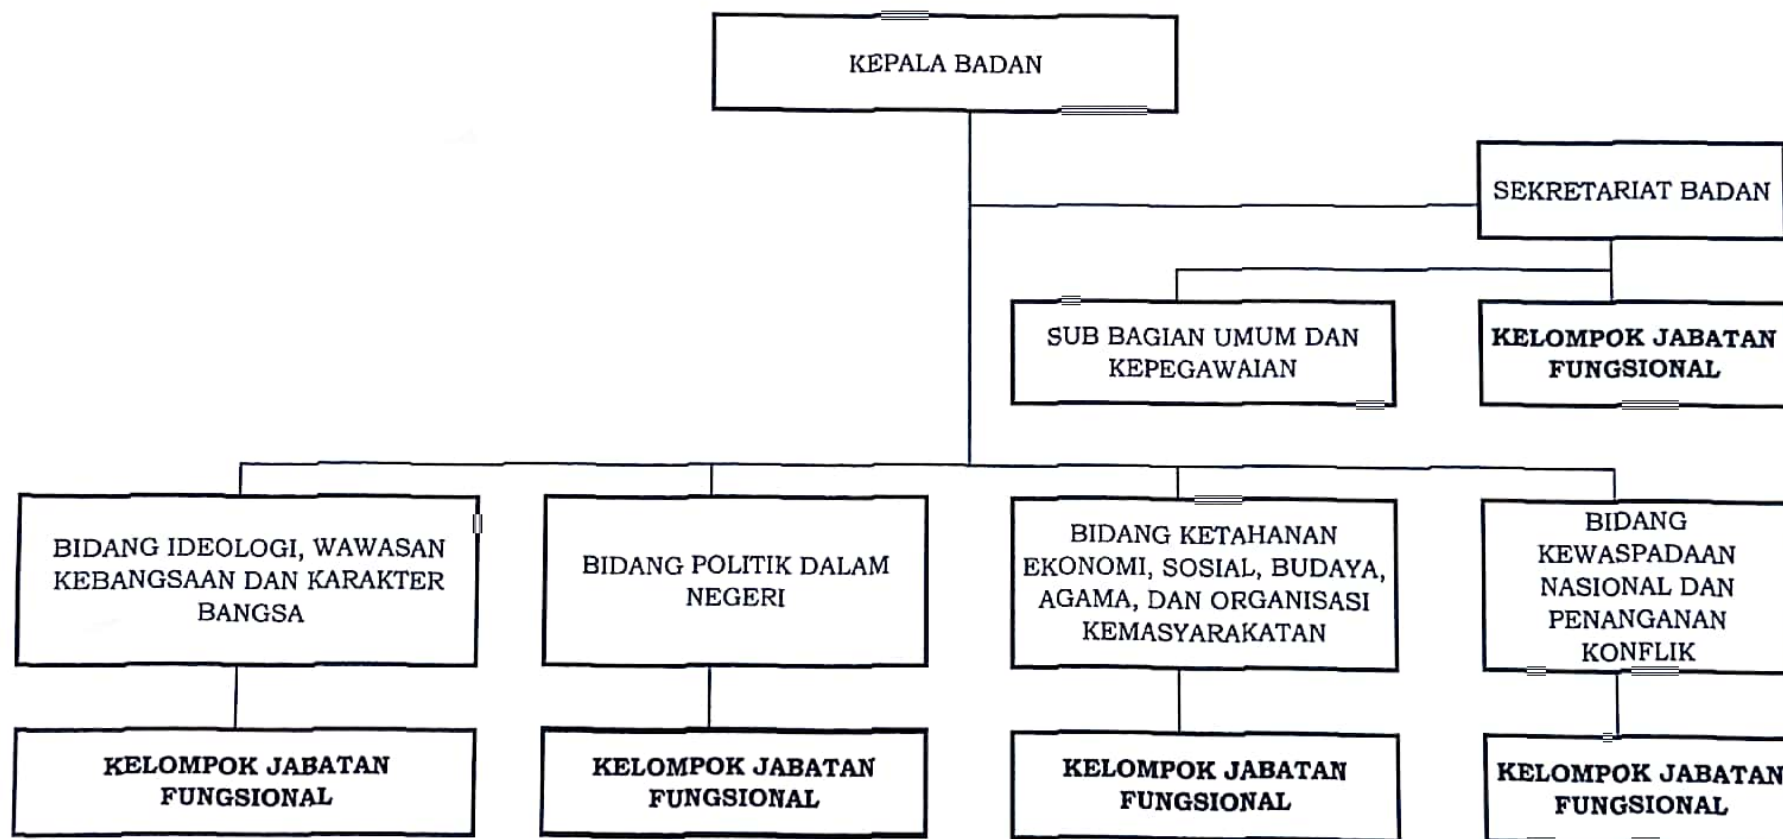 KEPALA BADAN
SEKRETARIAT BADAN
SUB BAGIAN UMUM DAN
KEPEGAWAIAN
KELOMPOK JABATAN
FUNGSIONAL
BIDANG IDEOLOGI, WAWASAN
KEBANGSAAN DAN KARAKTER
BANGSA
BIDANG POLITIK DALAM
NEGERI
BIDANG KETAHANAN
EKONOMI, SOSIAL, BUDAYA,
AGAMA, DAN ORGANISASI
KEMASYARAKATAN
BIDANG
KEWASPADAAN
NASIONAL DAN
PENANGANAN
KONFLIK
KELOMPOK JABATAN
FUNGSIONAL
KELOMPOK JABATAN
FUNGSIONAL
KELOMPOK JABATAN
FUNGSIONAL
KELOMPOK JABATAN
FUNGSIONAL